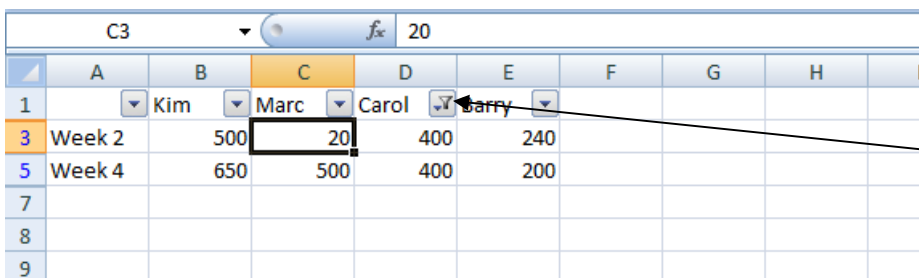 C3 fx 20
A B C D E F G H
1 Kim Marc Carol Barry
3 Week 2 500 20 400 240
5 Week 4 650 500 400 200
7
8
9